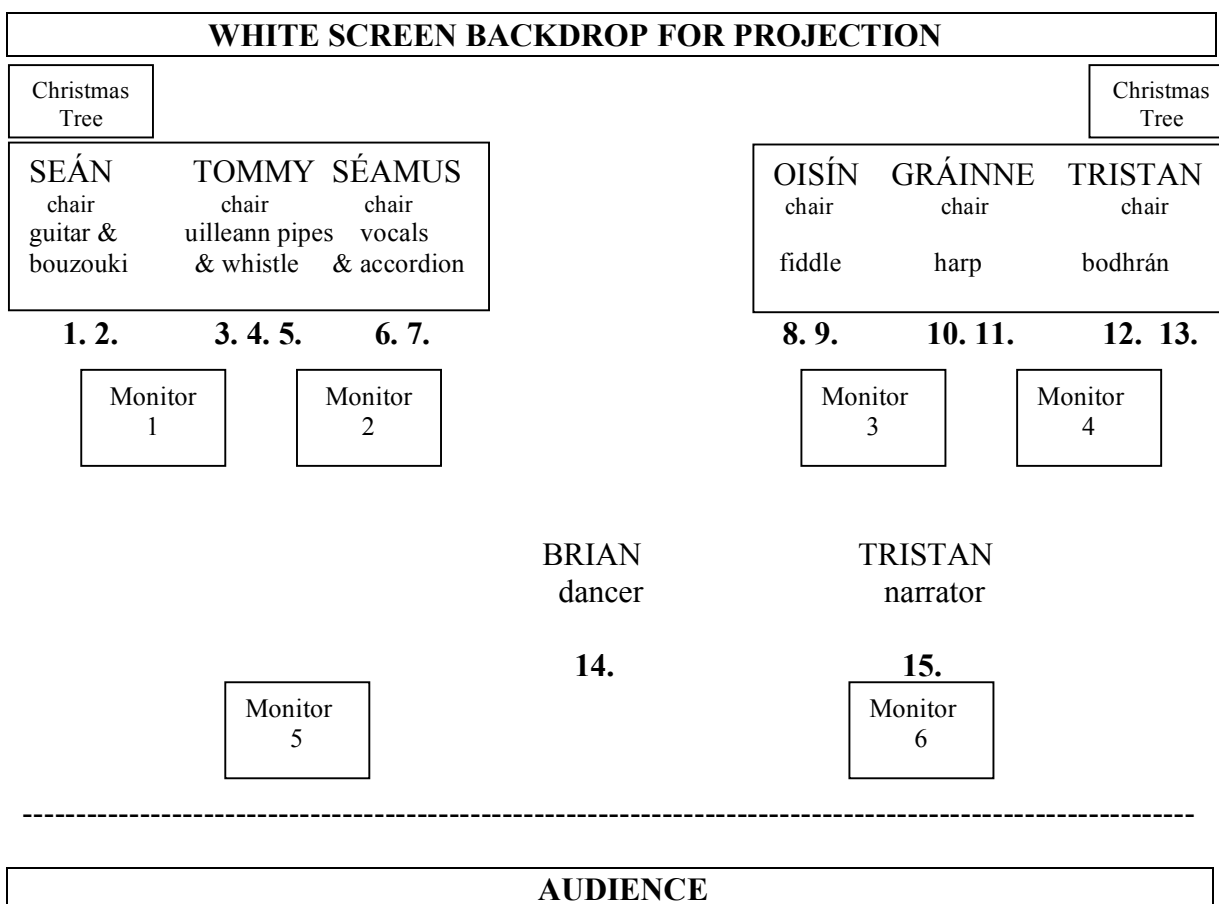 WHITE SCREEN BACKDROP FOR PROJECTION
Christmas Christmas
Tree Tree
SEÁN TOMMY SÉAMUS OISÍN GRÁINNE TRISTAN
chair chair chair chair chair chair
guitar & uilleann pipes vocals
bouzouki & whistle & accordion fiddle harp bodhrán
1. 2. 3. 4. 5. 6. 7. 8. 9. 10. 11. 12. 13.
Monitor Monitor Monitor Monitor
1 2 3 4
BRIAN TRISTAN
dancer narrator
14. 15.
Monitor Monitor
5 6
AUDIENCE